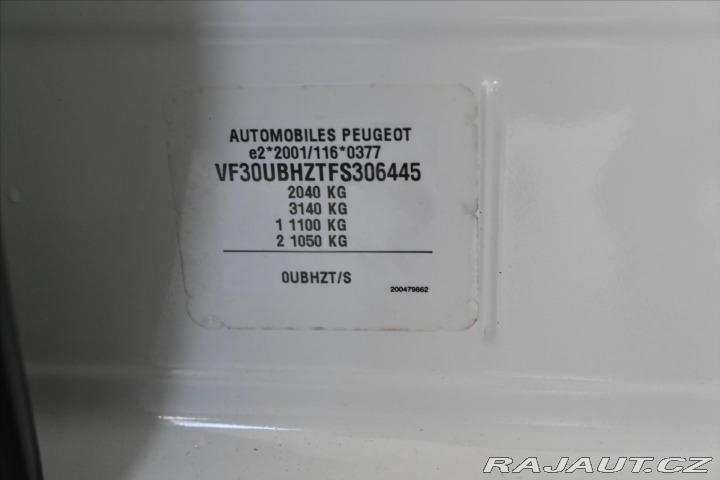 AUTOMOBILES PEUGEOT
e2*2001/116*0377
VF30UBHZTFS306445
2040 KG
3140 KG
1 1100 KG
2 1050 KG
0UBHZT/S
200479862
RAJAUT.CZ